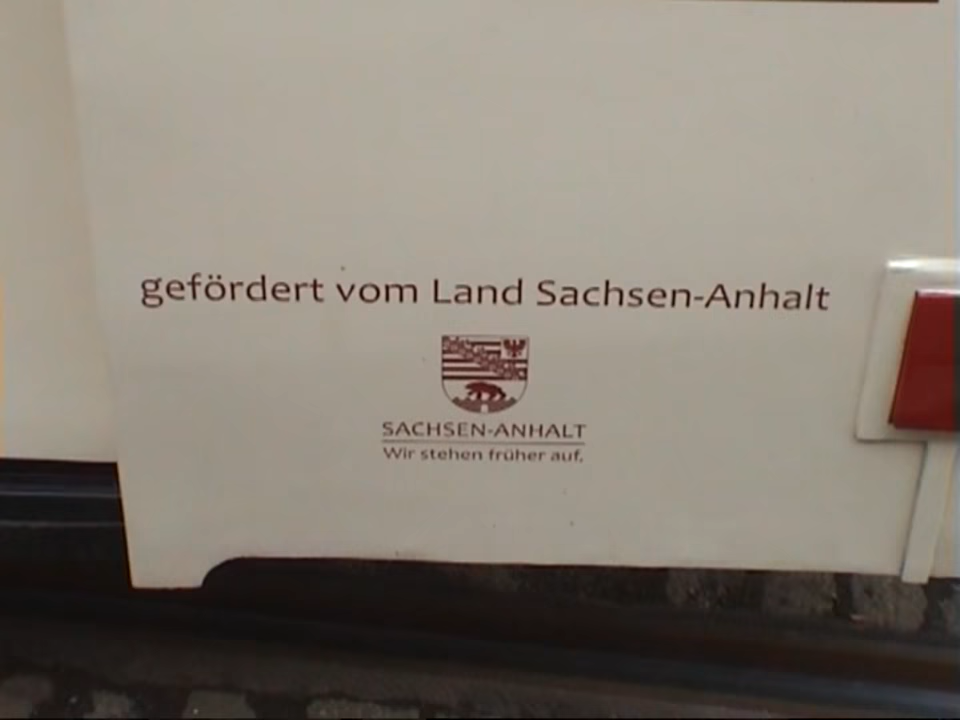 gefördert vom Land Sachsen-Anhalt
SACHSEN-ANHALT
Wir stehen früher auf.